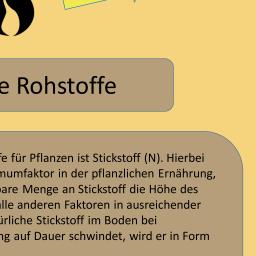 e Rohstoffe
fe für Pflanzen ist Stickstoff (N). Hierbei
mumfaktor in der pflanzlichen Ernährung,
bare Menge an Stickstoff die Höhe des
alle anderen Faktoren in ausreichender
ürliche Stickstoff im Boden bei
ng auf Dauer schwindet, wird er in Form